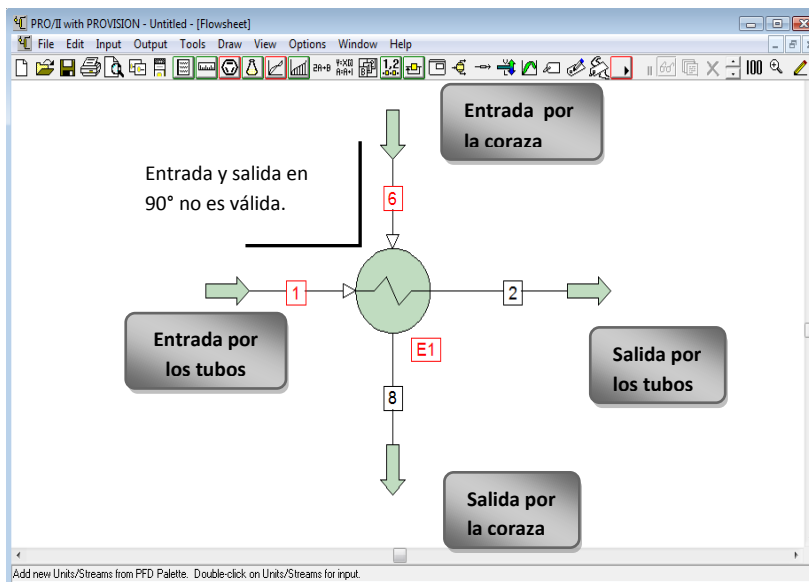 PRO/II with PROVISION - Untitled - [Flowsheet]
File Edit Input Output Tools Draw View Options Window Help
100
Entrada por
la coraza
Entrada y salida en
90° no es válida.
6
1
2
Entrada por
los tubos
E1
Salida por
los tubos
8
Salida por
la coraza
Add new Units/Streams from PFD Palette. Double-click on Units/Streams for input.